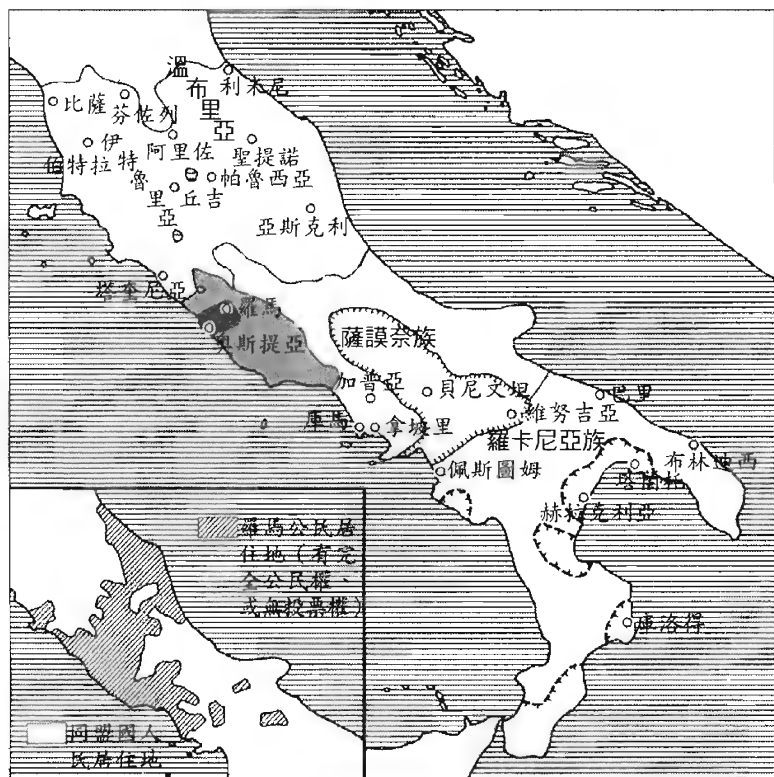 溫布里亞
利米尼
比薩
芬佐列
伊特魯里亞
阿里佐
聖提諾
伯特拉
丘吉
帕魯西亞
亞斯克利
塔奎尼亞
羅馬
奧斯提亞
薩謨奈族
加普亞
貝尼文坦
巴里
庫馬
拿坡里
維努吉亞
羅卡尼亞族
布林迪西
佩斯圖姆
塔蘭托
赫拉克利亞
庫洛得
羅馬公民居
住地（有完
全公民權、
或無投票權）
同盟國人
民居住地